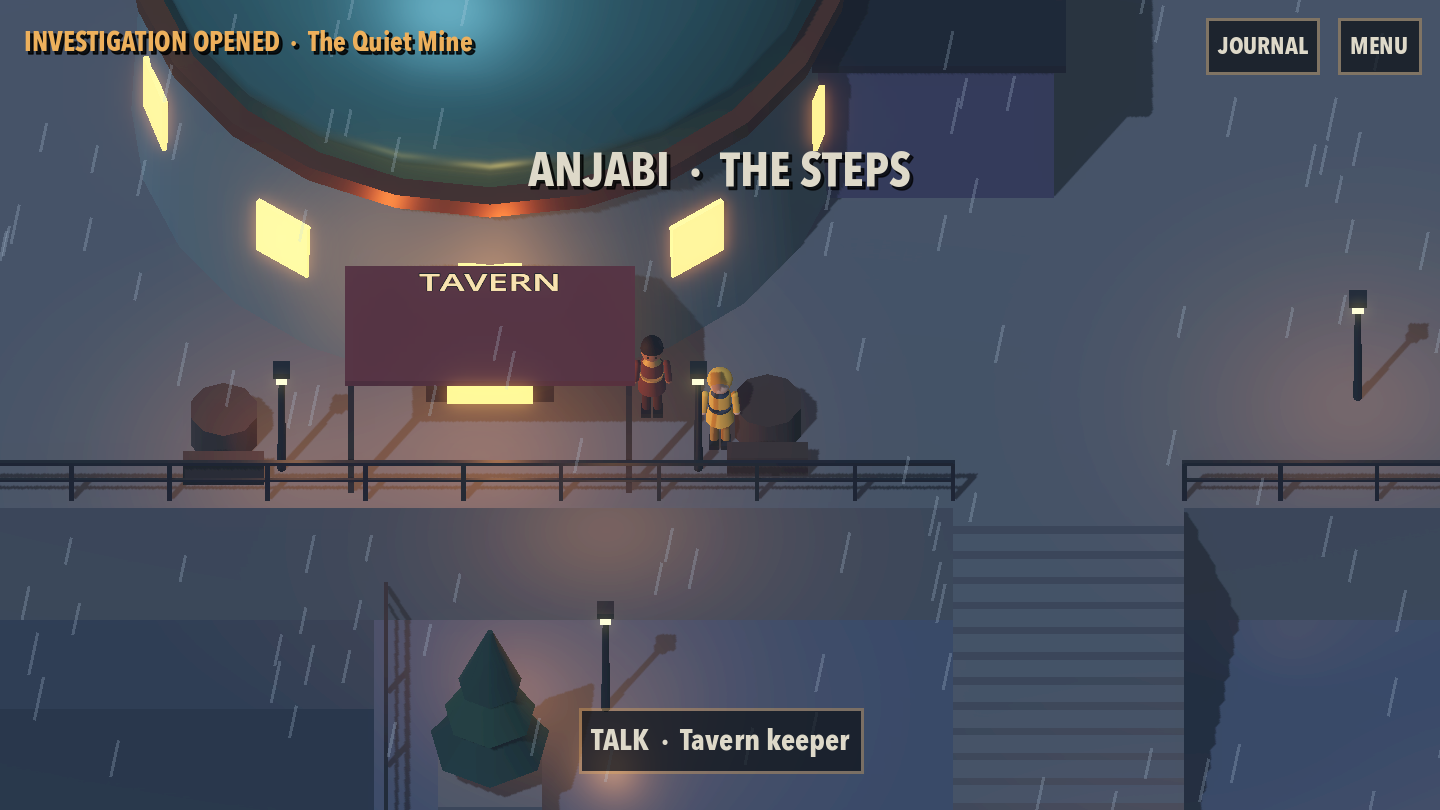 INVESTIGATION OPENED · The Quiet Mine
JOURNAL
MENU
ANJABI · THE STEPS
TAVERN
TALK · Tavern keeper